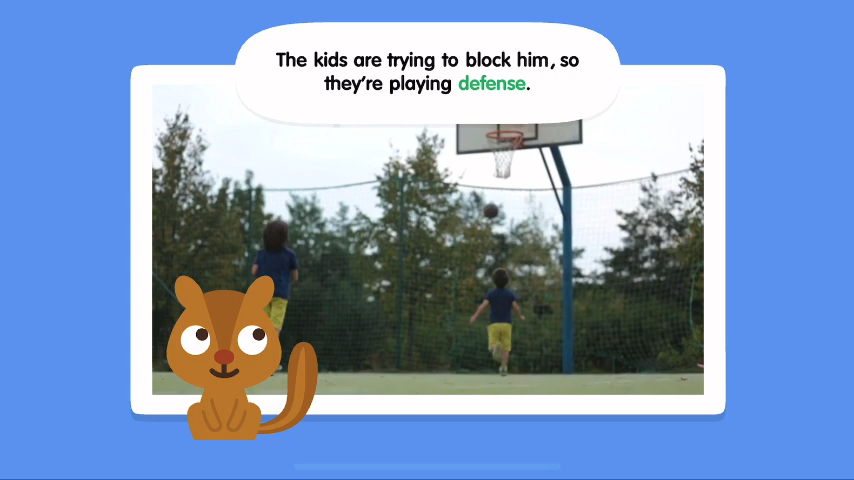 The kids are trying to block him, so
they're playing defense.